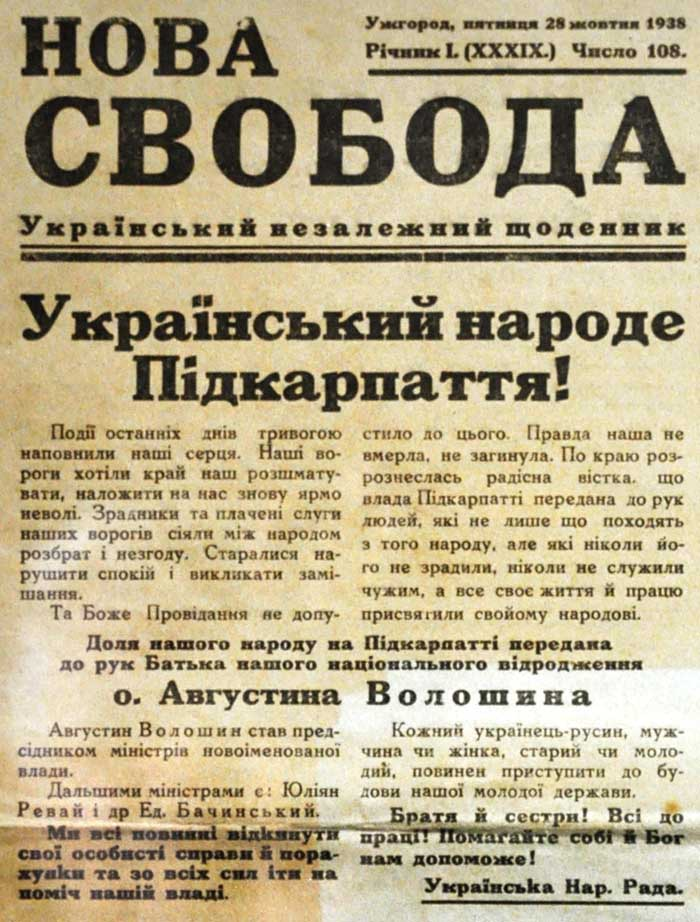 НОВА
Ужгород, пятниця 28 жовтня 1938
Річник I. (XXXIX.) Число 108.
СВОБОДА
Український незалежний щоденник
Український народе
Підкарпаття!
Події останніх днів тривогою
наповнили наші серця. Наші во-
роги хотіли край наш розшмату-
вати, наложити на нас знову ярмо
неволі. Зрадники та плачені слуги
наших ворогів сіяли між народом
розбрат і незгоду. Старалися на-
рушити спокій і викликати замі-
шання.
Та Боже Провідання не допу-
стило до цього. Правда наша не
вмерла, не загинула. По краю роз-
рознеслась радісна вістка. що
влада Підкарпатті передана до рук
людей, які не лише що походять
з того народу, але які ніколи йо-
го не зрадили, ніколи не служили
чужим, а все своє життя й працю
присвятили свойому народові.
Доля нашого народу на Підкарпатті передана
до рук Батька нашого національного відродження
о. Августина Волошина
Августин Волошин став пред-
сідником міністрів новоіменованої
влади.
Дальшими міністрами є: Юліян
Ревай і др Ед. Бачинський.
Ми всі повинні відкинути
свої особисті справи й пора-
хунки та зо всіх сил іти на
поміч нашій владі.
Кожний українець-русин, муж-
чина чи жінка, старий чи моло-
дий, повинен приступити до бу-
дови нашої молодої держави.
Братя й сестри! Всі до
праці! Помагайте собі й Бог
нам допоможе!
Українська Нар. Рада.